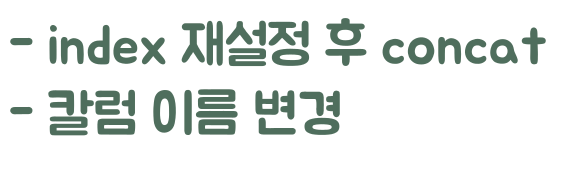 - index 재설정 후 concat
- 칼럼 이름 변경